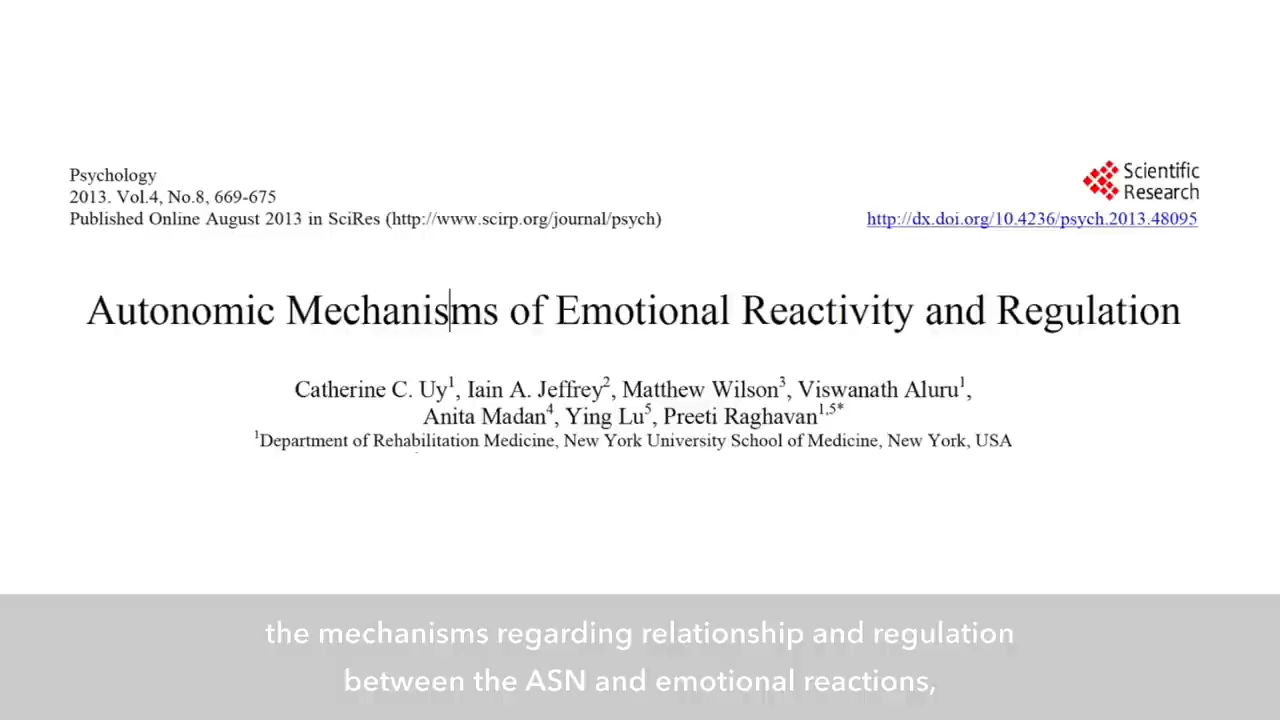 Psychology
2013. Vol.4, No.8, 669-675
Published Online August 2013 in SciRes (http://www.scirp.org/journal/psych)
Scientific
Research
http://dx.doi.org/10.4236/psych.2013.48095
Autonomic Mechanisms of Emotional Reactivity and Regulation
Catherine C. Uy1, Iain A. Jeffrey2, Matthew Wilson3, Viswanath Aluru1,
Anita Madan4, Ying Lu5, Preeti Raghavan1,5*
1Department of Rehabilitation Medicine, New York University School of Medicine, New York, USA
the mechanisms regarding relationship and regulation
between the ASN and emotional reactions,